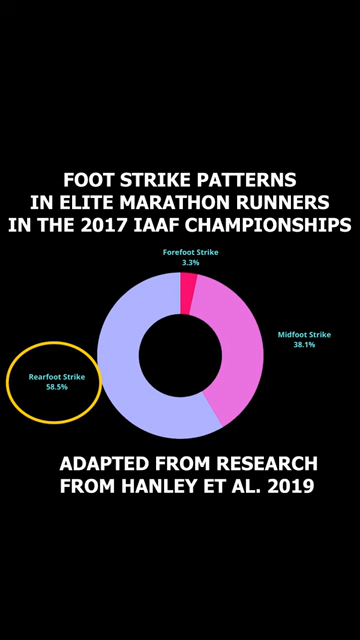 FOOT STRIKE PATTERNS
IN ELITE MARATHON RUNNERS
IN THE 2017 IAAF CHAMPIONSHIPS
Forefoot Strike
3.3%
Midfoot Strike
38.1%
Rearfoot Strike
58.5%
ADAPTED FROM RESEARCH
FROM HANLEY ET AL. 2019